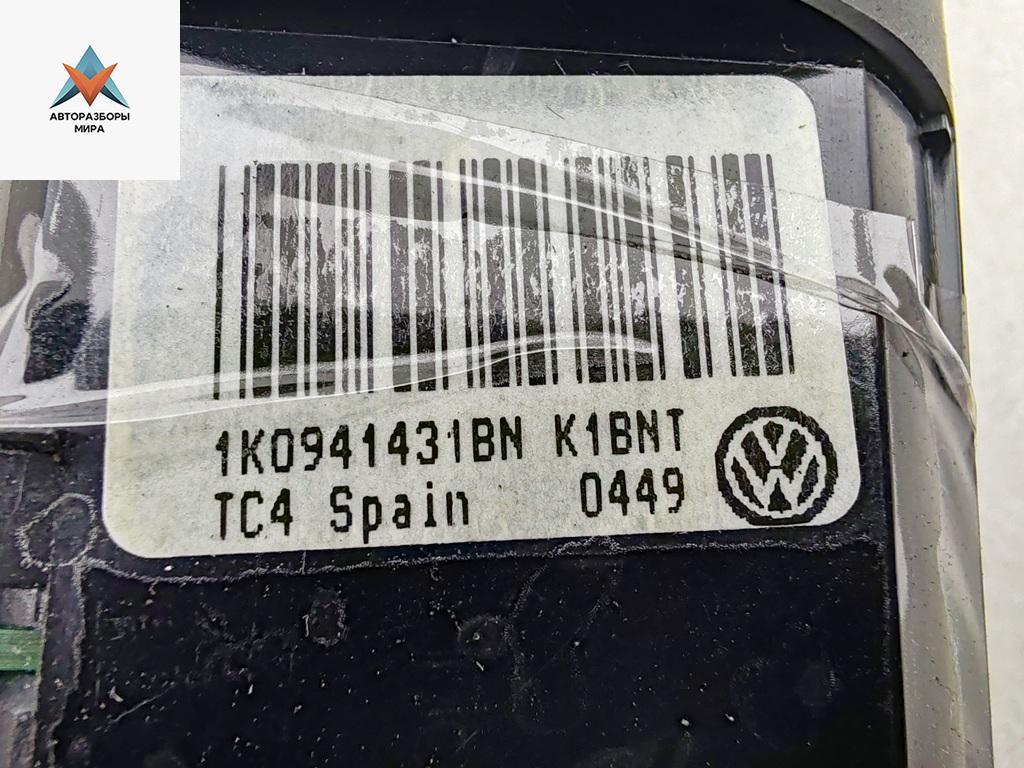 АВТОРАЗБОРЫ
МИРА
1K0941431BN K1BNT
TC4 Spain 0449